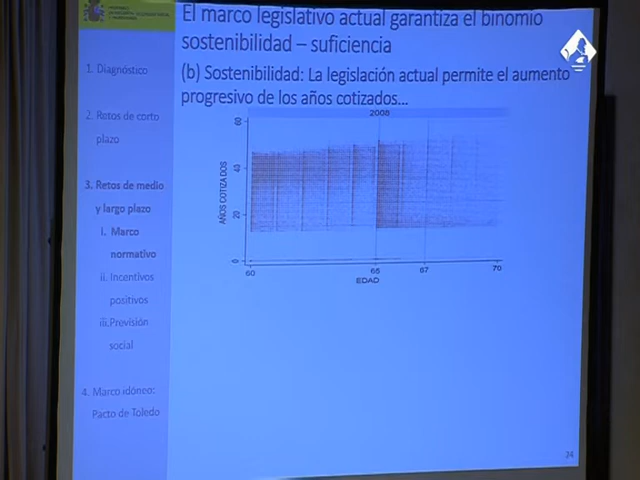 El marco legislativo actual garantiza el binomio
sostenibilidad – suficiencia
(b) Sostenibilidad: La legislación actual permite el aumento
progresivo de los años cotizados...
1. Diagnóstico
2. Retos de corto
plazo
3. Retos de medio
y largo plazo
i. Marco
normativo
ii. Incentivos
positivos
iii.Previsión
social
4. Marco idóneo:
Pacto de Toledo
2008
AÑOS COTIZADOS
60
40
20
0
60
65
67
70
EDAD
24